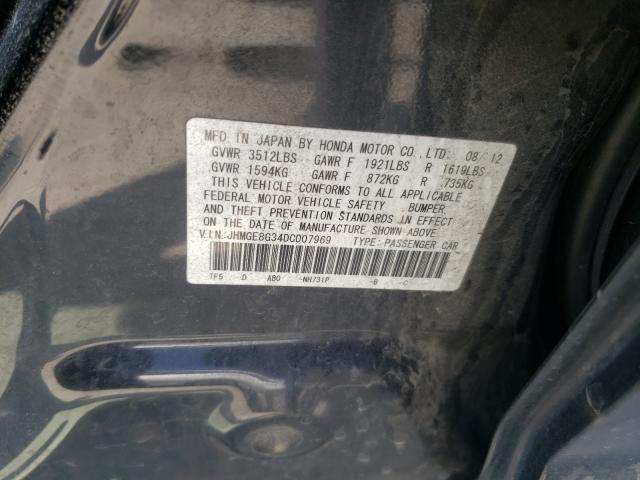 MFD. IN JAPAN BY HONDA MOTOR CO., LTD. 08/12
GVWR 3512LBS GAWR F 1921LBS R 1619LBS
GVWR 1594KG GAWR F 872KG R 735KG
THIS VEHICLE CONFORMS TO ALL APPLICABLE
FEDERAL MOTOR VEHICLE SAFETY, BUMPER,
AND THEFT PREVENTION STANDARDS IN EFFECT
ON THE DATE OF MANUFACTURE SHOWN ABOVE.
V.I.N:JHMGE8G34DC007969 TYPE: PASSENGER CAR
TF5 D AB0 -NH731P -B -C